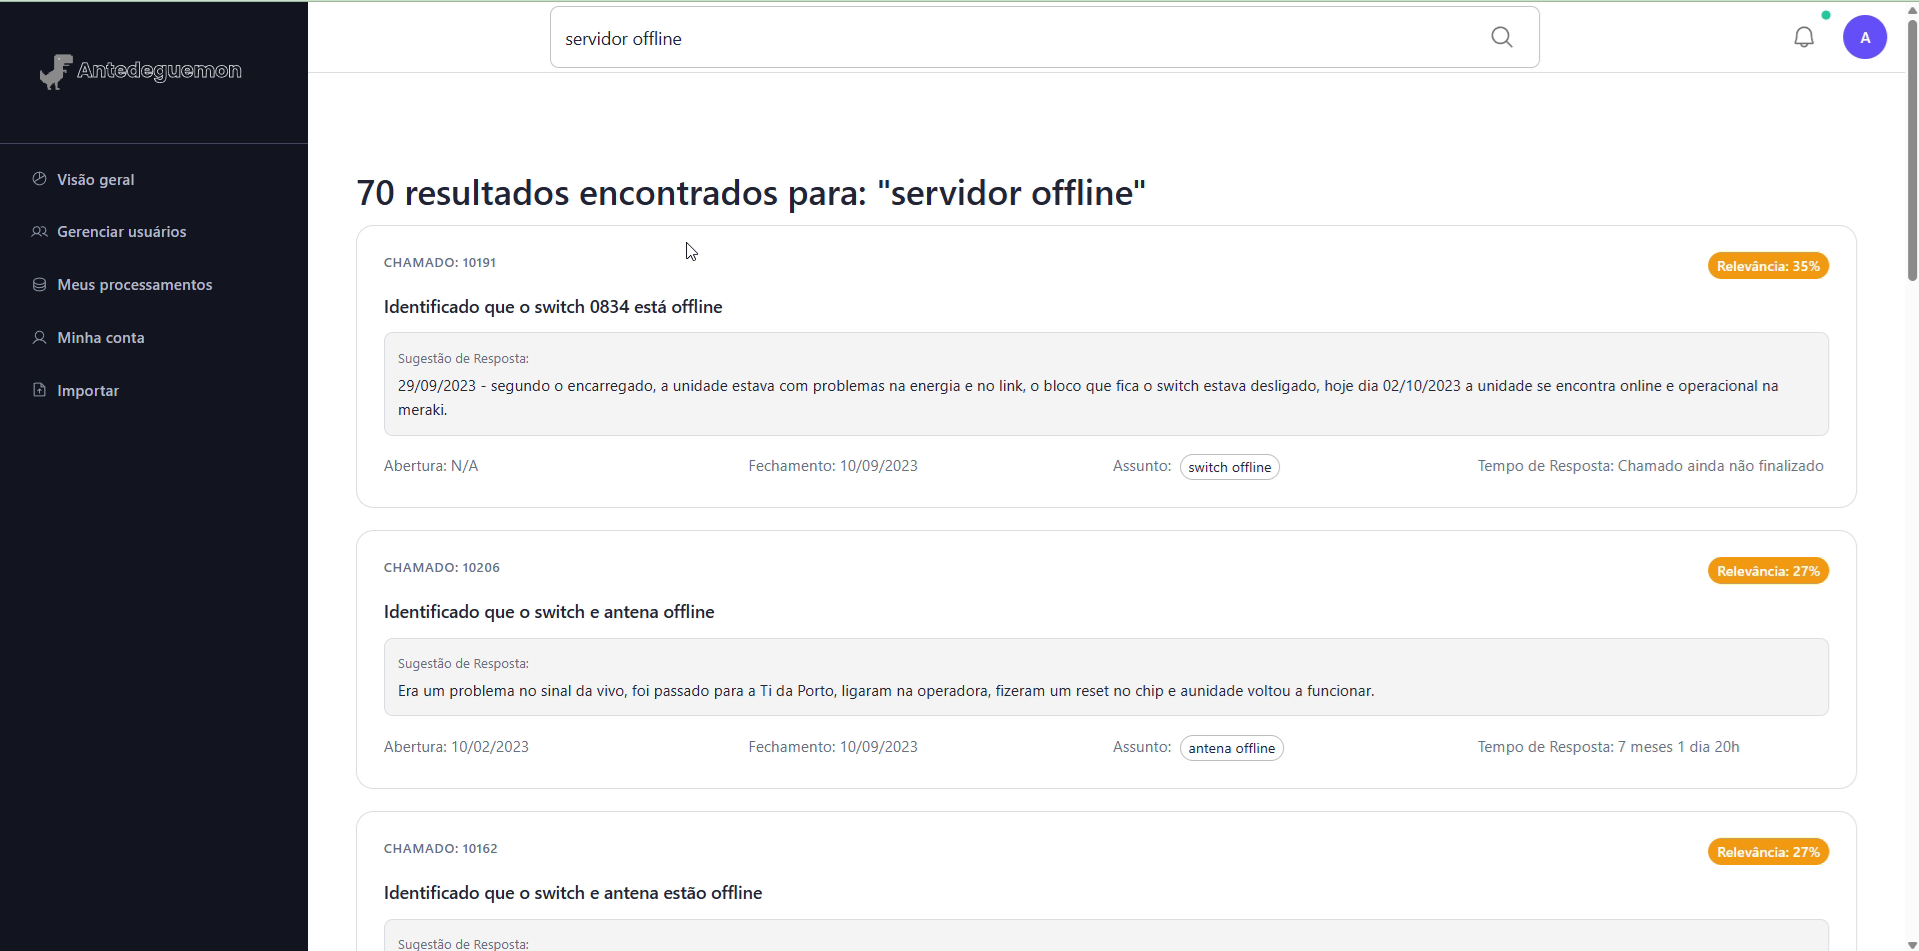 servidor offline
A
Antedeguemon
Visão geral
Gerenciar usuários
Meus processamentos
Minha conta
Importar
70 resultados encontrados para: "servidor offline"
CHAMADO: 10191
Relevância: 35%
Identificado que o switch 0834 está offline
Sugestão de Resposta:
29/09/2023 - segundo o encarregado, a unidade estava com problemas na energia e no link, o bloco que fica o switch estava desligado, hoje dia 02/10/2023 a unidade se encontra online e operacional na
meraki.
Abertura: N/A
Fechamento: 10/09/2023
Assunto: switch offline
Tempo de Resposta: Chamado ainda não finalizado
CHAMADO: 10206
Relevância: 27%
Identificado que o switch e antena offline
Sugestão de Resposta:
Era um problema no sinal da vivo, foi passado para a Ti da Porto, ligaram na operadora, fizeram um reset no chip e aunidade voltou a funcionar.
Abertura: 10/02/2023
Fechamento: 10/09/2023
Assunto: antena offline
Tempo de Resposta: 7 meses 1 dia 20h
CHAMADO: 10162
Relevância: 27%
Identificado que o switch e antena estão offline
Sugestão de Resposta: